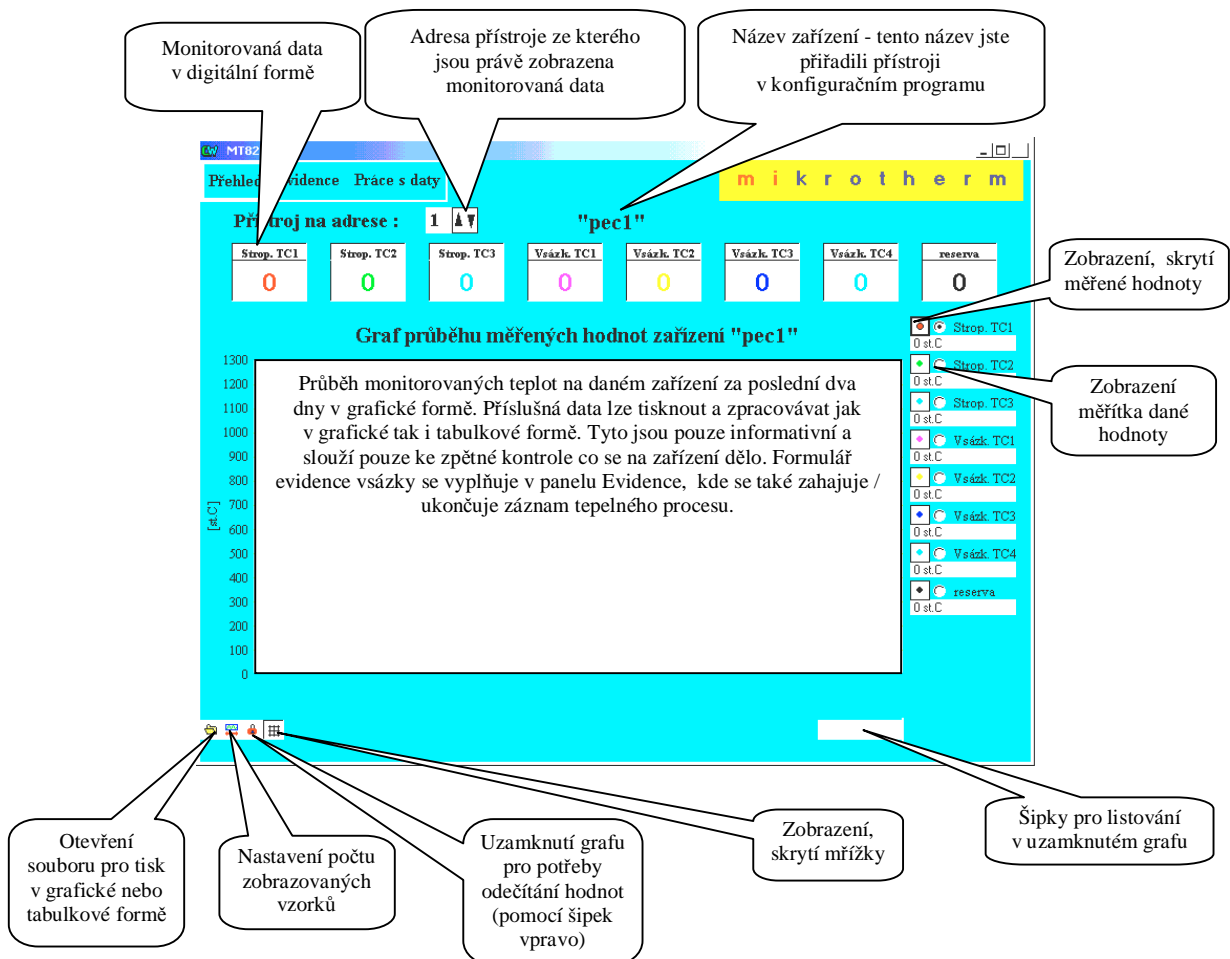 Monitorovaná data
v digitální formě
Adresa přístroje ze kterého
jsou právě zobrazena
monitorovaná data
Název zařízení - tento název jste
přiřadili přístroji
v konfiguračním programu
MT82
Přehled vidence Práce s daty
mikrotherm
Přístroj na adrese : 1
"pec1"
Strop. TC1 Strop. TC2 Strop. TC3 Vsázk. TC1 Vsázk. TC2 Vsázk. TC3 Vsázk. TC4 reserva
0 0 0 0 0 0 0 0
Zobrazení, skrytí
měřené hodnoty
Graf průběhu měřených hodnot zařízení "pec1"
Strop. TC1
0 st.C
Strop. TC2
0 st.C
Strop. TC3
0 st.C
Vsázk. TC1
0 st.C
Vsázk. TC2
0 st.C
Vsázk. TC3
0 st.C
Vsázk. TC4
0 st.C
reserva
0 st.C
Zobrazení
měřítka dané
hodnoty
[st.C]
1300
1200
1100
1000
900
800
700
600
500
400
300
200
100
0
Průběh monitorovaných teplot na daném zařízení za poslední dva
dny v grafické formě. Příslušná data lze tisknout a zpracovávat jak
v grafické tak i tabulkové formě. Tyto jsou pouze informativní a
slouží pouze ke zpětné kontrole co se na zařízení dělo. Formulář
evidence vsázky se vyplňuje v panelu Evidence, kde se také zahajuje /
ukončuje záznam tepelného procesu.
Otevření
souboru pro tisk
v grafické nebo
tabulkové formě
Nastavení počtu
zobrazovaných
vzorků
Uzamknutí grafu
pro potřeby
odečítání hodnot
(pomocí šipek
vpravo)
Zobrazení,
skrytí mřížky
Šipky pro listování
v uzamknutém grafu